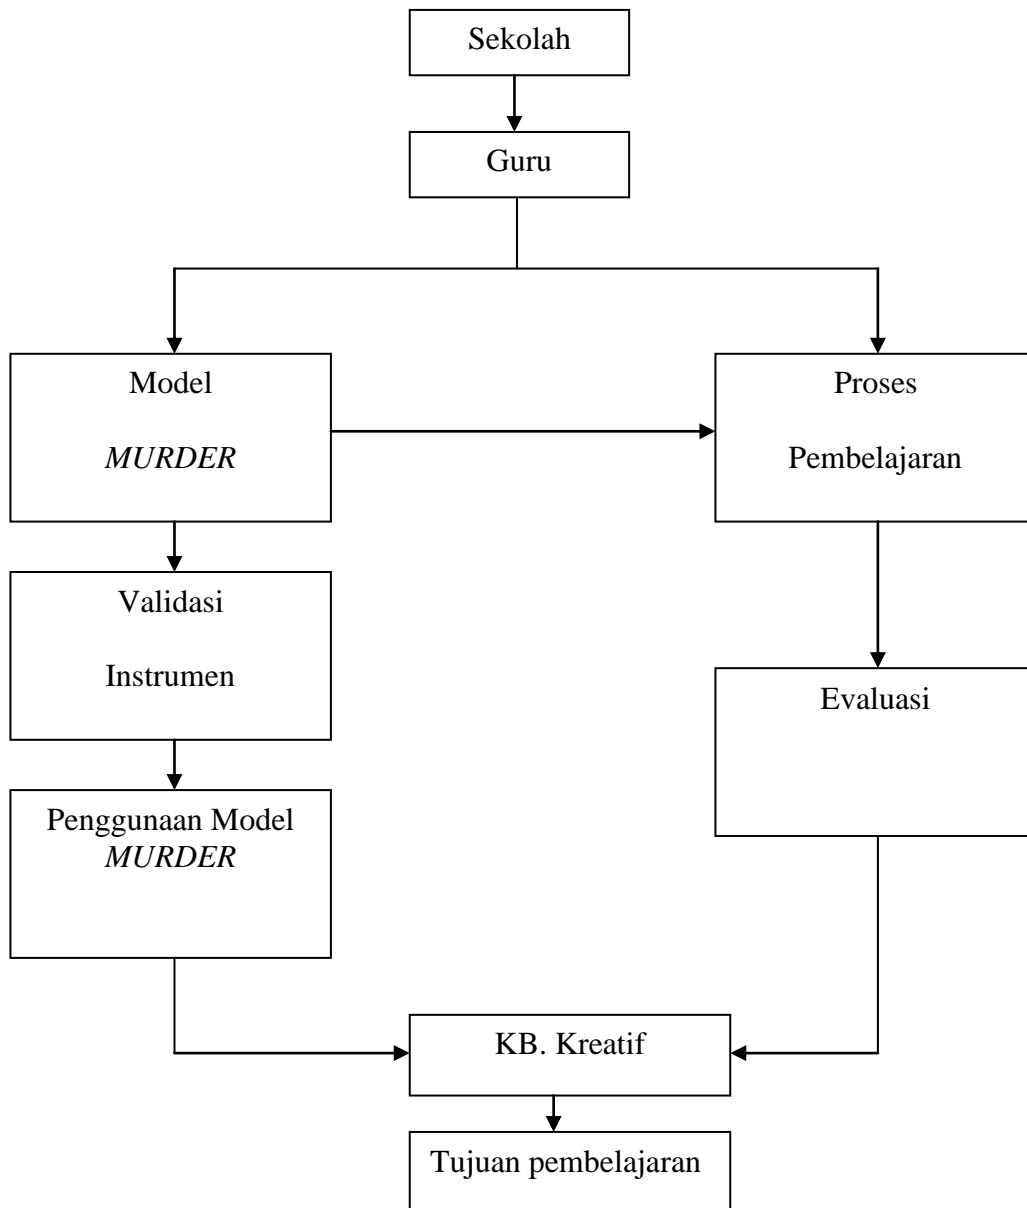 Sekolah
Guru
Model
MURDER
Proses
Pembelajaran
Validasi
Instrumen
Evaluasi
Penggunaan Model
MURDER
KB. Kreatif
Tujuan pembelajaran